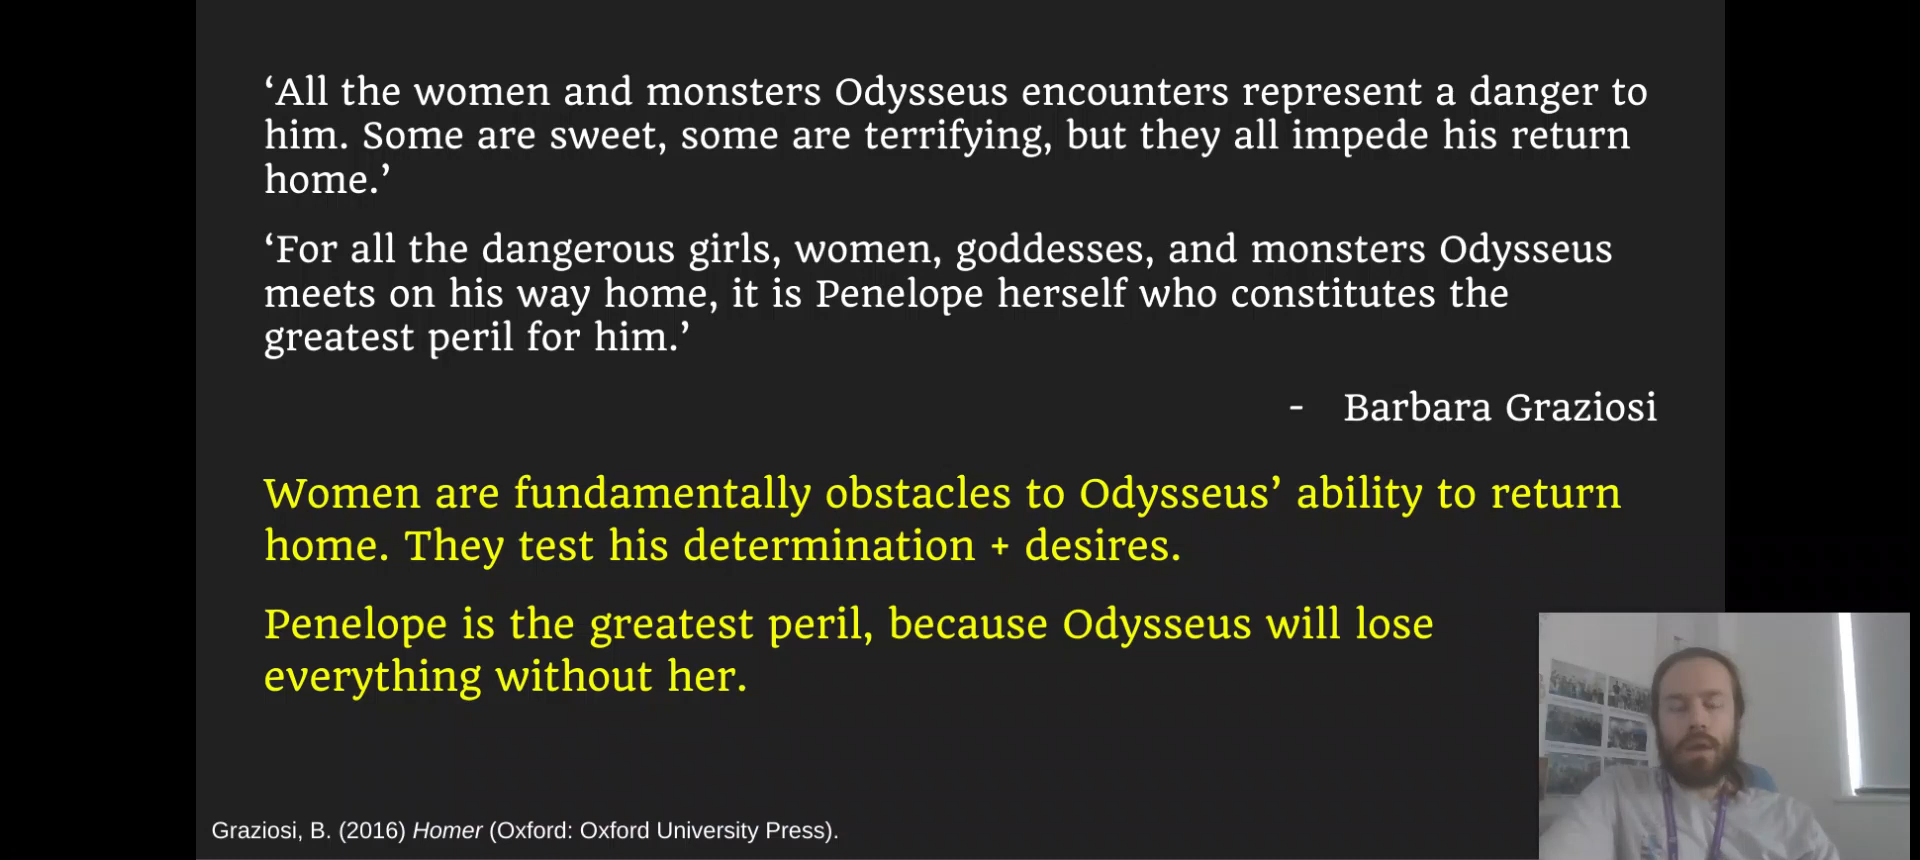 ‘All the women and monsters Odysseus encounters represent a danger to
him. Some are sweet, some are terrifying, but they all impede his return
home.’
‘For all the dangerous girls, women, goddesses, and monsters Odysseus
meets on his way home, it is Penelope herself who constitutes the
greatest peril for him.’
- Barbara Graziosi
Women are fundamentally obstacles to Odysseus’ ability to return
home. They test his determination + desires.
Penelope is the greatest peril, because Odysseus will lose
everything without her.
Graziosi, B. (2016) Homer (Oxford: Oxford University Press).